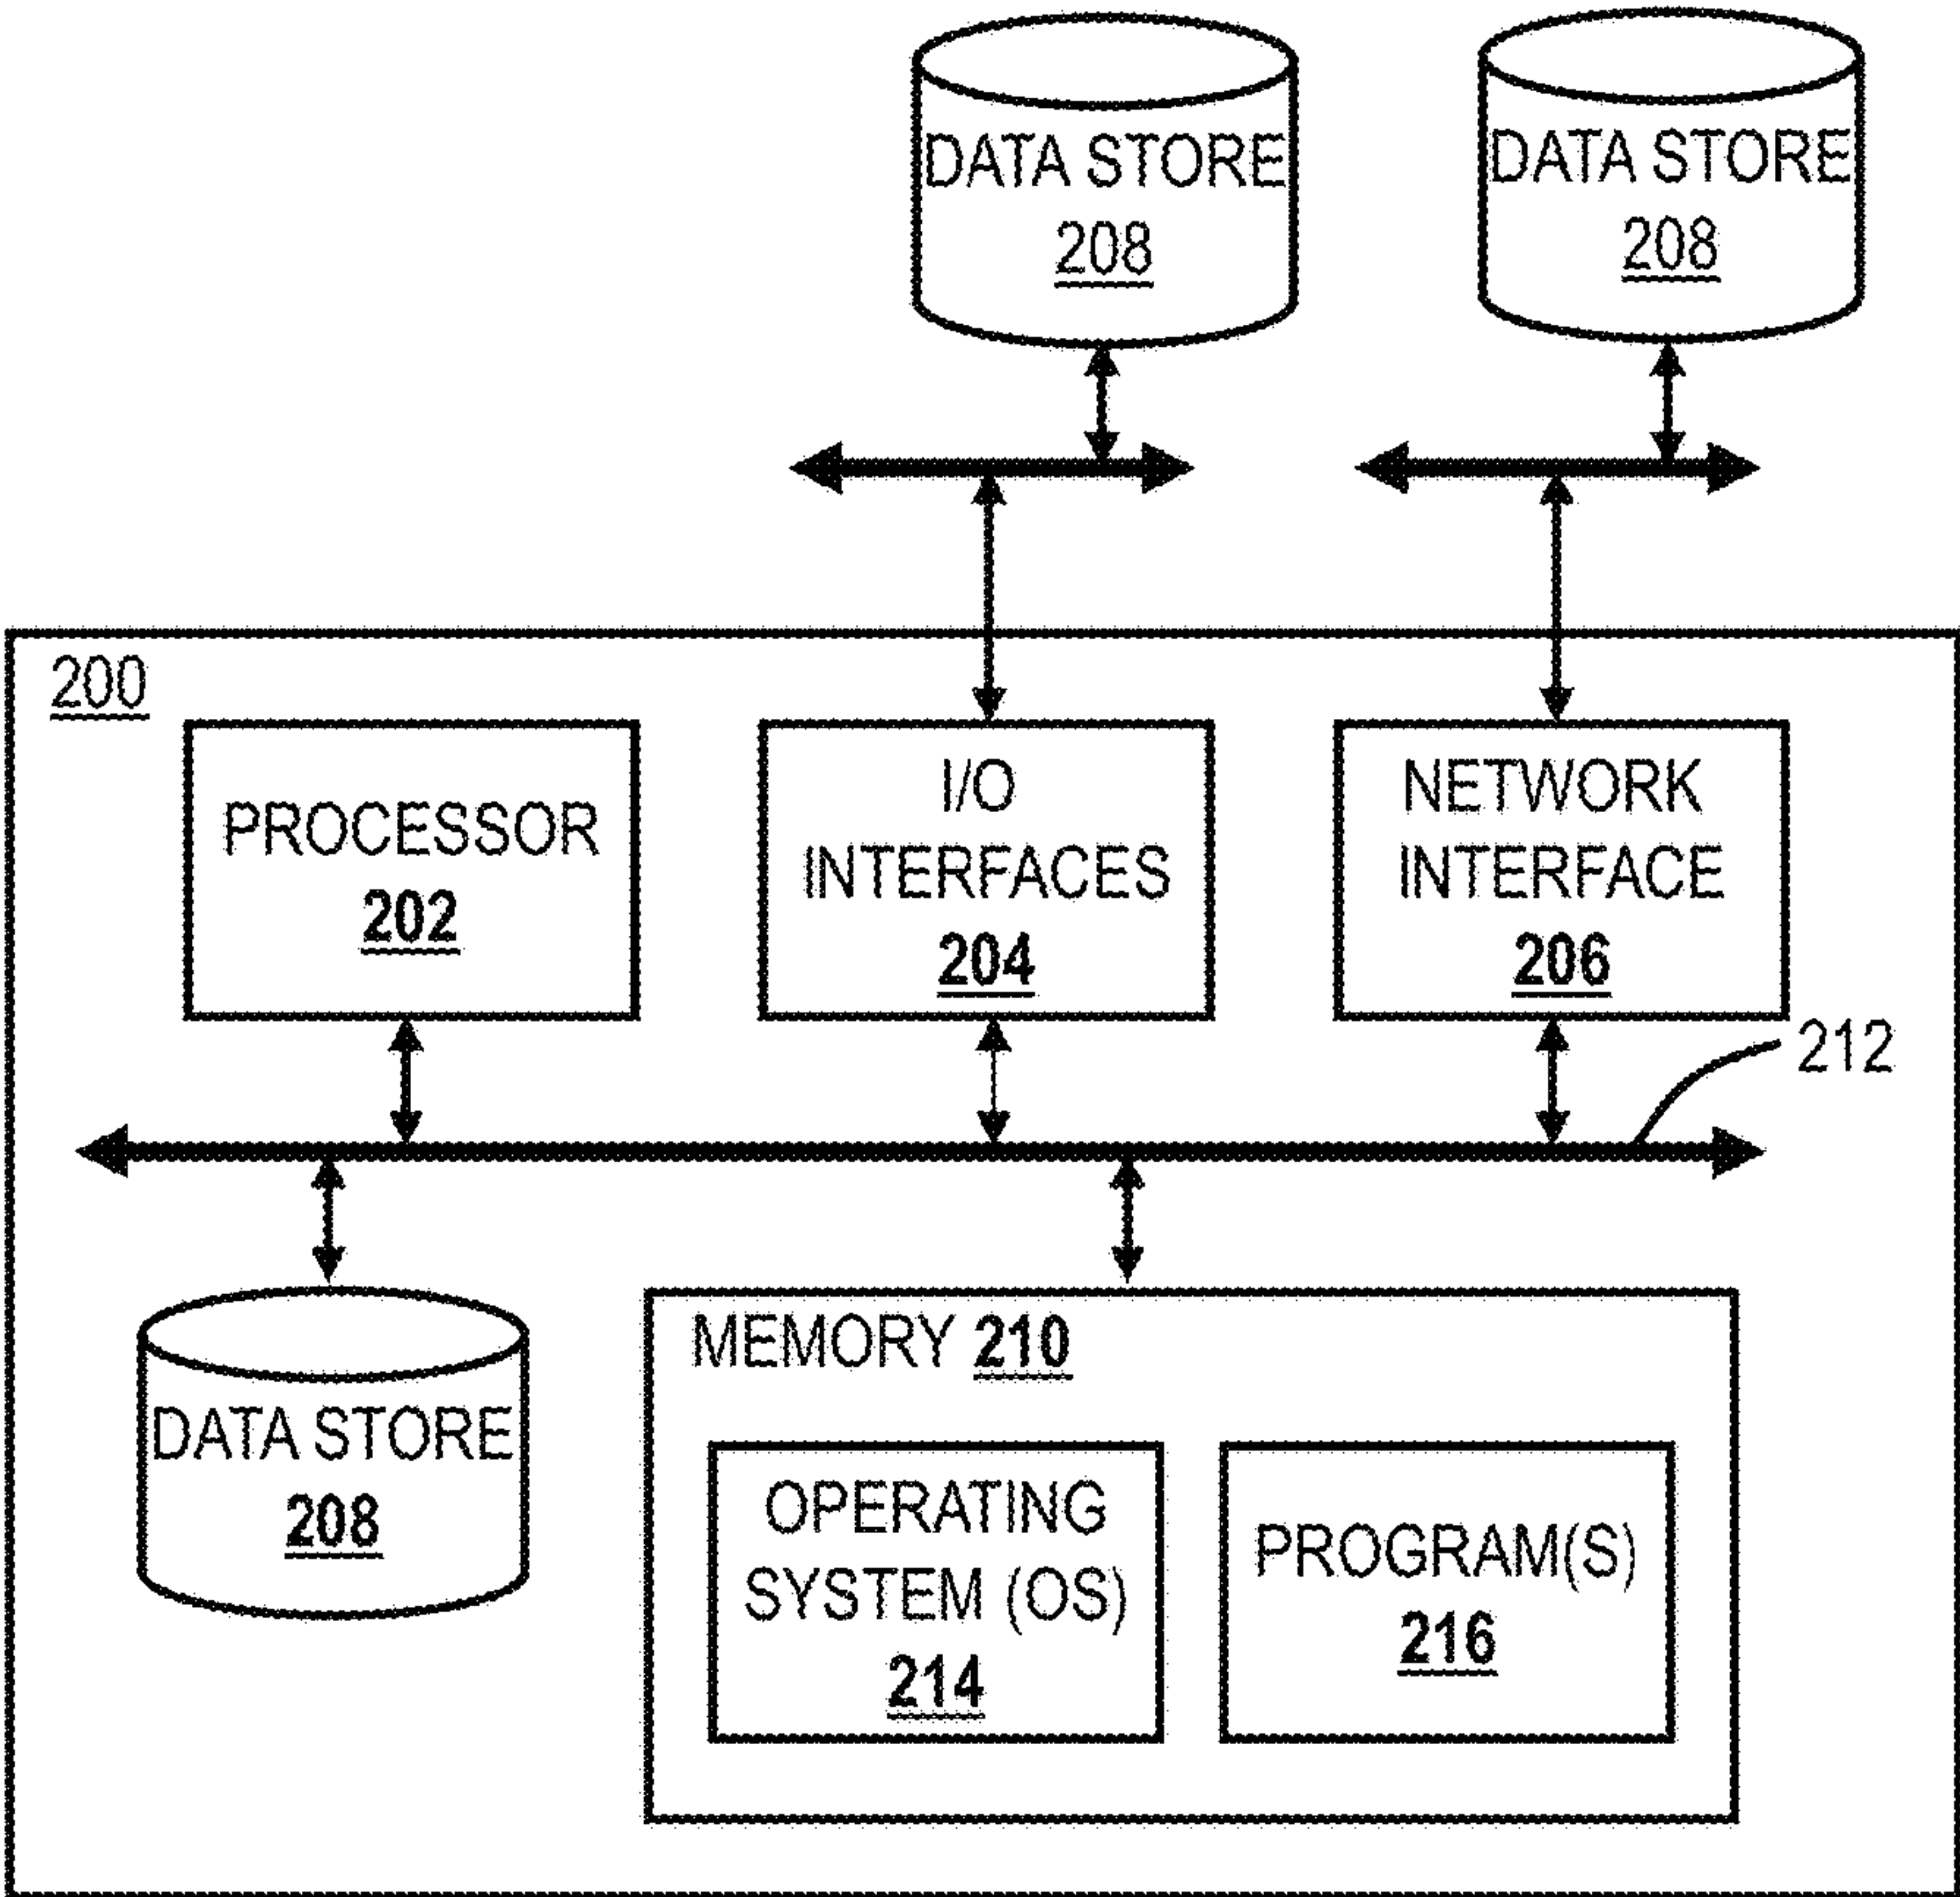 DATA STORE
208
DATA STORE
208
200
PROCESSOR
202
I/O
INTERFACES
204
NETWORK
INTERFACE
206
212
DATA STORE
208
MEMORY 210
OPERATING
SYSTEM (OS)
214
PROGRAM(S)
216